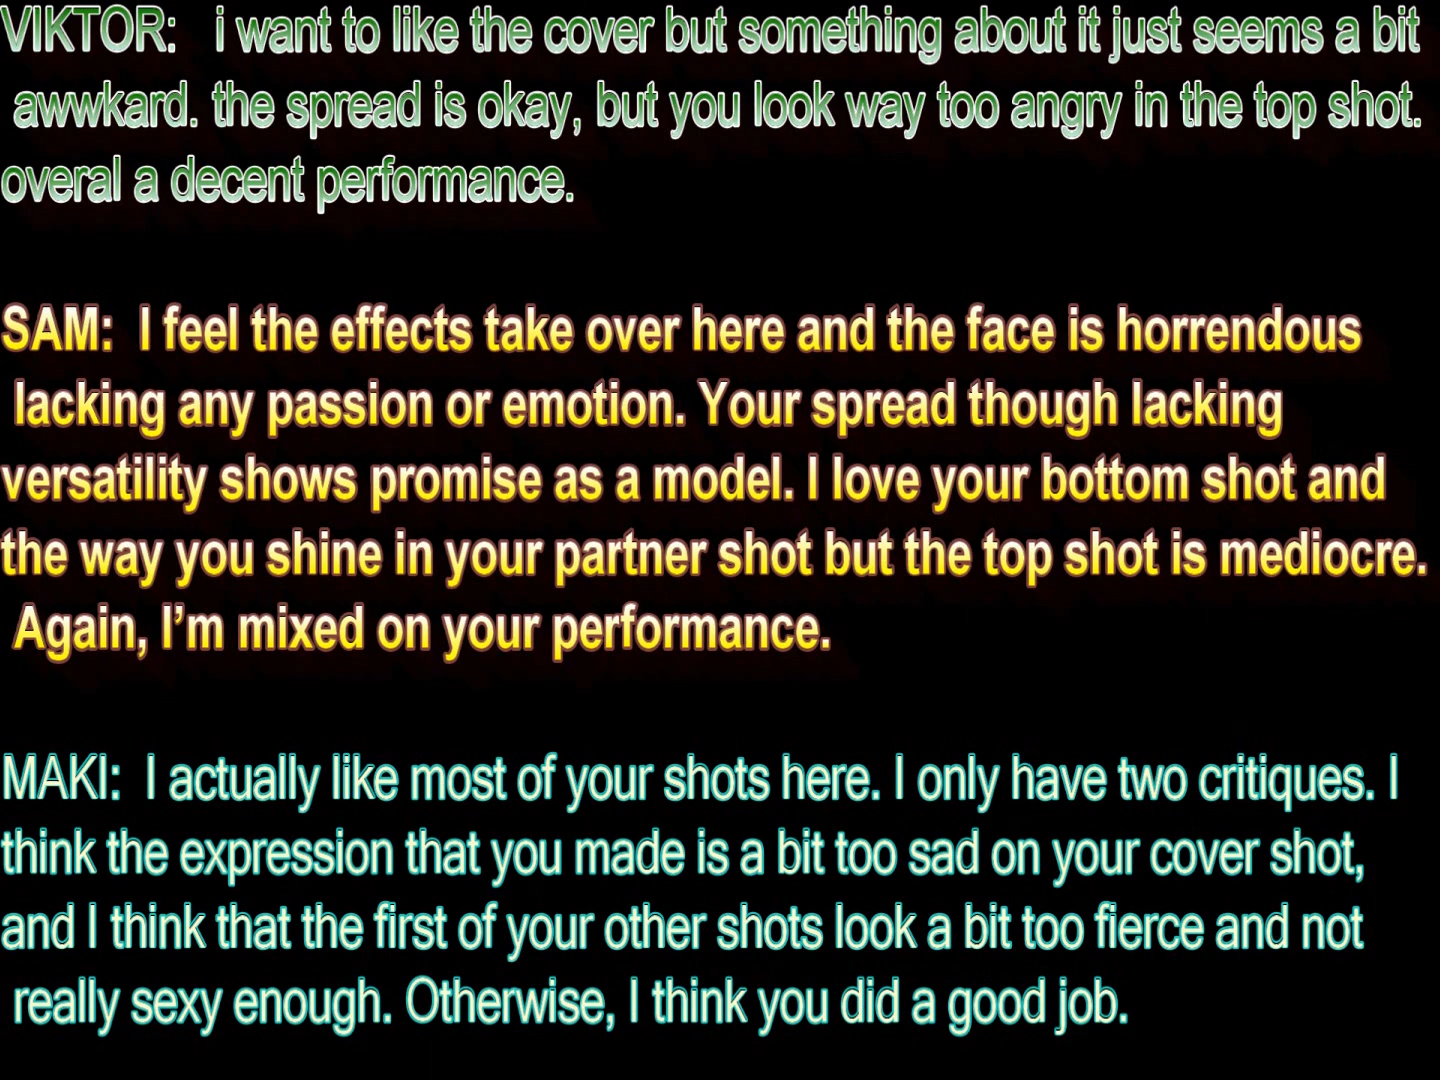 VIKTOR: i want to like the cover but something about it just seems a bit
awwkard. the spread is okay, but you look way too angry in the top shot.
overal a decent performance.
SAM: I feel the effects take over here and the face is horrendous
lacking any passion or emotion. Your spread though lacking
versatility shows promise as a model. I love your bottom shot and
the way you shine in your partner shot but the top shot is mediocre.
Again, I’m mixed on your performance.
MAKI: I actually like most of your shots here. I only have two critiques. I
think the expression that you made is a bit too sad on your cover shot,
and I think that the first of your other shots look a bit too fierce and not
really sexy enough. Otherwise, I think you did a good job.